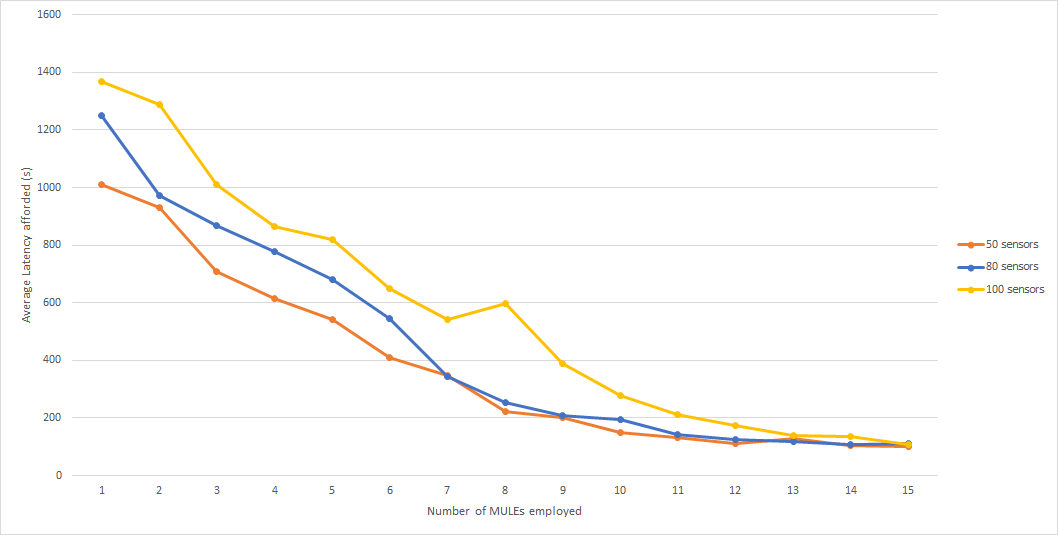 1600
1400
1200
1000
800
600
400
200
0
Average Latency afforded (s)
1 2 3 4 5 6 7 8 9 10 11 12 13 14 15
Number of MULEs employed
50 sensors
80 sensors
100 sensors